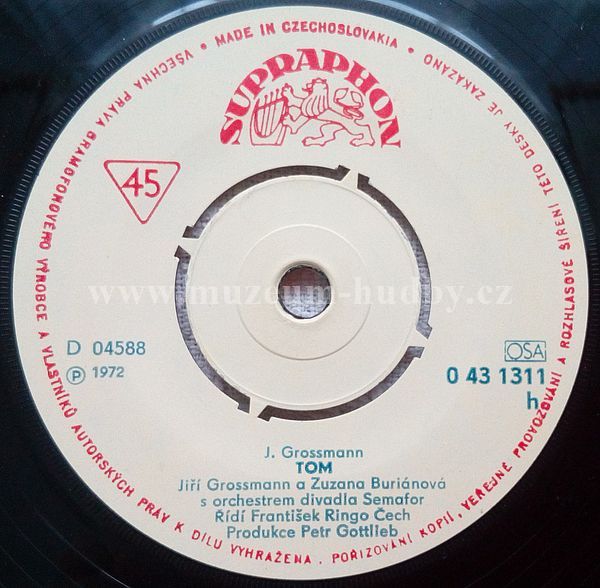 VŠECHNA PRÁVA GRAMOFONOVÉHO VÝROBCE A VLASTNÍKŮ AUTORSKÝCH PRÁV K DÍLU VYHRAŽENA. POŘIZOVÁNÍ KOPIÍ, VEŘEJNÉ PROVOZOVÁNÍ A ROZHLASOVÉ ŠÍŘENÍ TÉTO DESKY JE ZAKÁZÁNO • MADE IN CZECHOSLOVAKIA •
SUPRAPHON
45
www.muzeum-hudby.cz
D 04588
Ⓟ 1972
OSA
0 43 1311
h
J. Grossmann
TOM
Jiří Grossmann a Zuzana Buriánová
s orchestrem divadla Semafor
Řídí František Ringo Čech
Produkce Petr Gottlieb